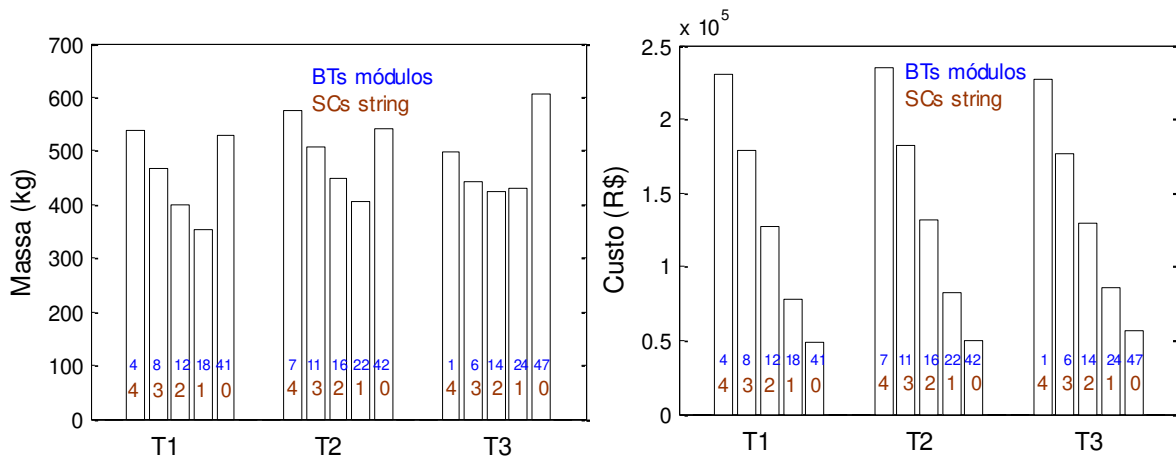 700
600
500
400
300
200
100
0
Massa (kg)
BTs módulos
SCs string
4 8 12 18 41 7 11 16 22 42 1 6 14 24 47
4 3 2 1 0 4 3 2 1 0 4 3 2 1 0
T1 T2 T3
x 10^5
2.5
2
1.5
1
0.5
0
Custo (R$)
BTs módulos
SCs string
4 8 12 18 41 7 11 16 22 42 1 6 14 24 47
4 3 2 1 0 4 3 2 1 0 4 3 2 1 0
T1 T2 T3